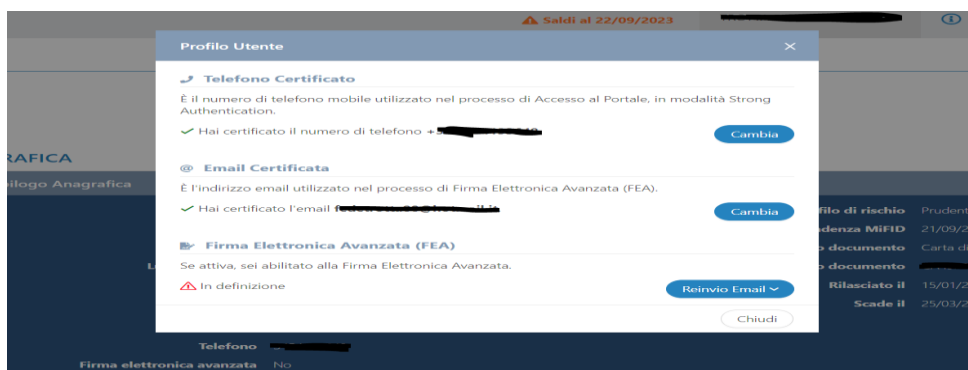 Saldi al 22/09/2023
Profilo Utente
Telefono Certificato
È il numero di telefono mobile utilizzato nel processo di Accesso al Portale, in modalità Strong
Authentication.
Hai certificato il numero di telefono
Cambia
RAFICA
@ Email Certificata
ilogo Anagrafica
È l'indirizzo email utilizzato nel processo di Firma Elettronica Avanzata (FEA).
Hai certificato l'email
Cambia
filo di rischio Prudent
denza MiFID 21/09/2
Firma Elettronica Avanzata (FEA)
o documento Carta di
Se attiva, sei abilitato alla Firma Elettronica Avanzata.
o documento
In definizione
Reinvio Email
Rilasciato il 15/01/2
Scade il 25/03/2
Chiudi
Telefono
Firma elettronica avanzata No